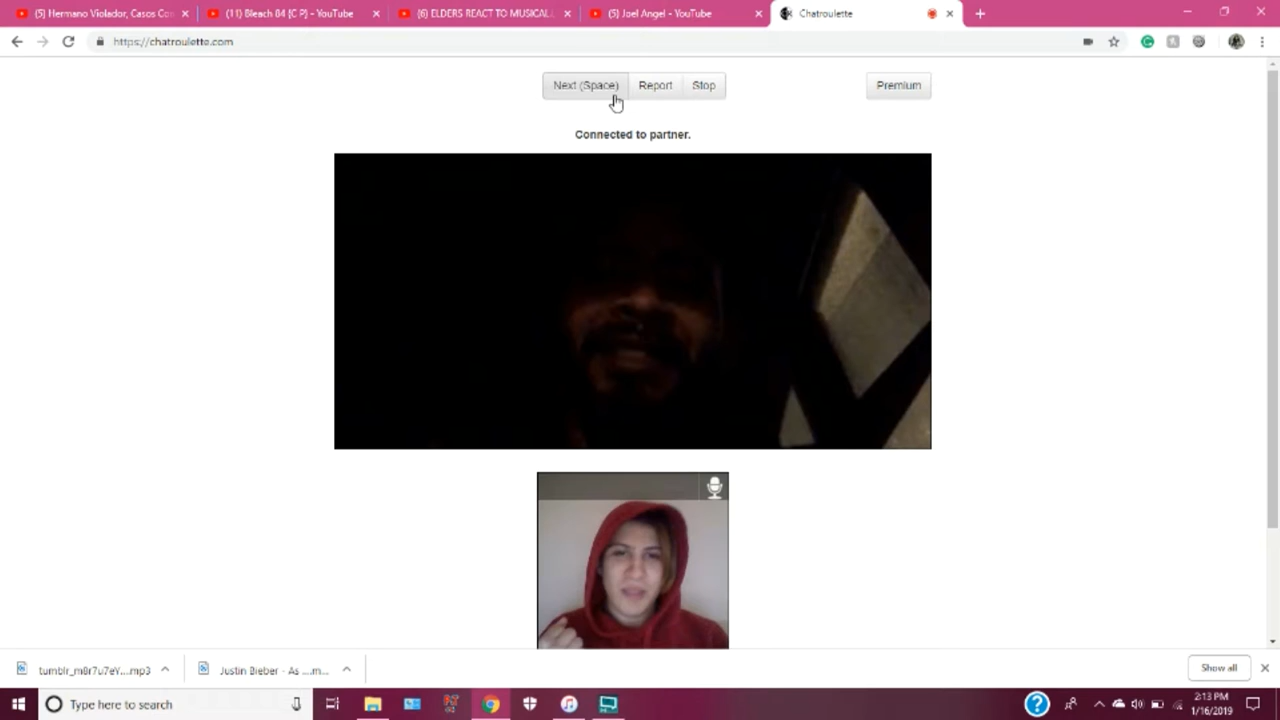 (5) Hermano Violador, Casos Con
(11) Bleach 84 [C P] - YouTube
(6) ELDERS REACT TO MUSICAL
(5) Joel Angel - YouTube
Chatroulette
https://chatroulette.com
Next (Space)
Report
Stop
Premium
Connected to partner.
tumblr_m8r7u7eY....mp3
Justin Bieber - As ....m...
Show all
Type here to search
2:13 PM
1/16/2019